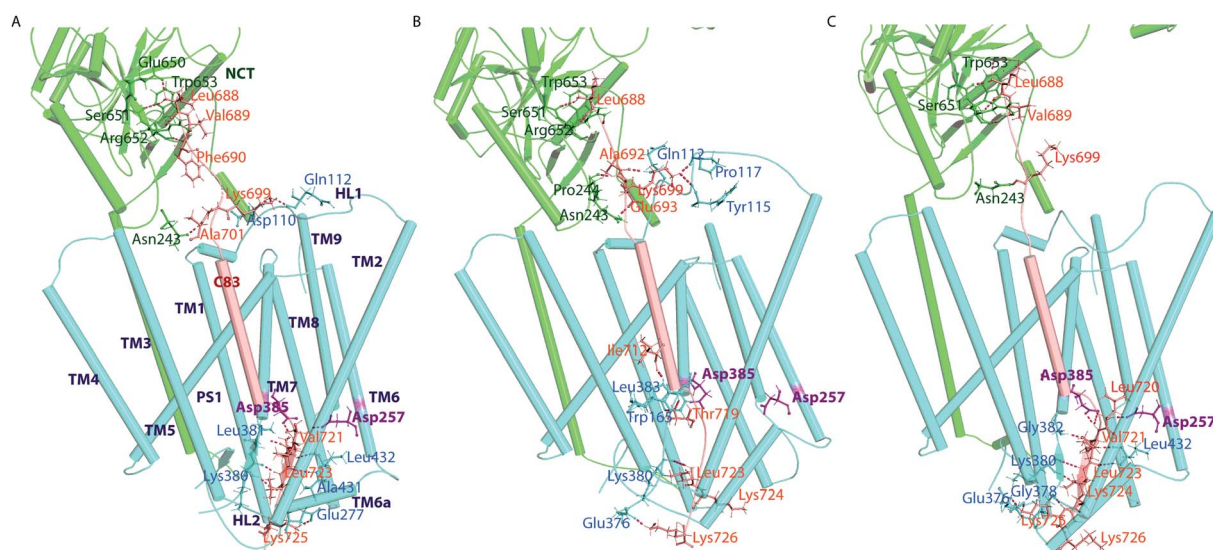 A
Glu650
Trp653
NCT
Leu688
Ser651
Val689
Arg652
Phe690
Lys699
Gln112
HL1
Asp110
Asn243
Ala701
TM9
TM2
C83
TM1
TM3
TM8
TM4
PS1
TM7
TM6
Asp385
Asp257
TM5
Leu381
Val721
Leu432
Lys380
Leu723
Ala431
TM6a
HL2
Glu277
Lys725
B
Trp653
Leu688
Ser651
Arg652
Ala692
Gln112
Pro117
Pro244
Lys699
Glu693
Asn243
Tyr115
Ile712
Asp385
Leu383
Asp257
Trp165
Thr719
Lys380
Leu723
Lys724
Glu376
Lys726
C
Trp653
Leu688
Ser651
Val689
Lys699
Asn243
Asp385
Leu720
Asp257
Gly382
Val721
Leu432
Lys380
Leu723
Gly378
Lys724
Glu376
Lys725
Lys726